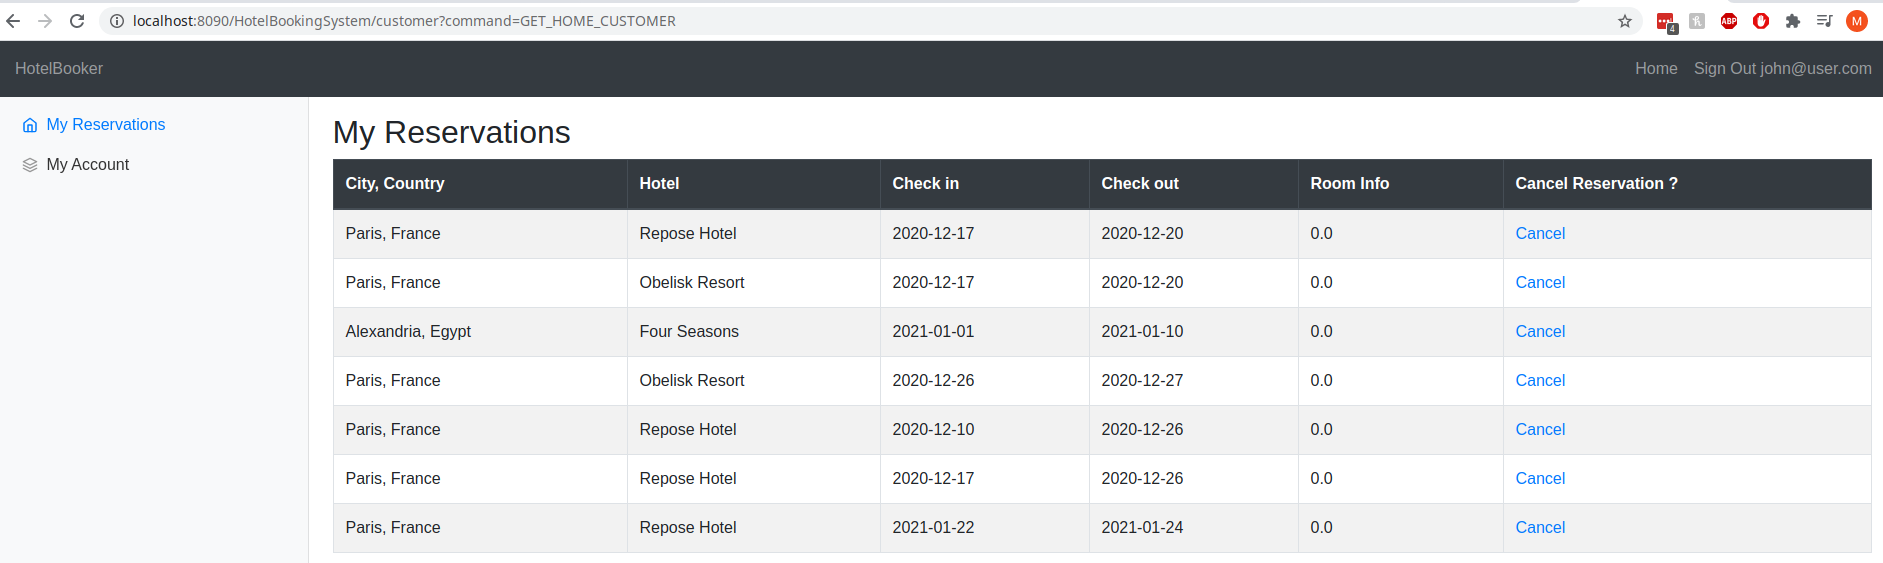 localhost:8090/HotelBookingSystem/customer?command=GET_HOME_CUSTOMER
4
ABP
M
HotelBooker Home Sign Out john@user.com
My Reservations
My Account
My Reservations
City, Country Hotel Check in Check out Room Info Cancel Reservation ?
Paris, France Repose Hotel 2020-12-17 2020-12-20 0.0 Cancel
Paris, France Obelisk Resort 2020-12-17 2020-12-20 0.0 Cancel
Alexandria, Egypt Four Seasons 2021-01-01 2021-01-10 0.0 Cancel
Paris, France Obelisk Resort 2020-12-26 2020-12-27 0.0 Cancel
Paris, France Repose Hotel 2020-12-10 2020-12-26 0.0 Cancel
Paris, France Repose Hotel 2020-12-17 2020-12-26 0.0 Cancel
Paris, France Repose Hotel 2021-01-22 2021-01-24 0.0 Cancel